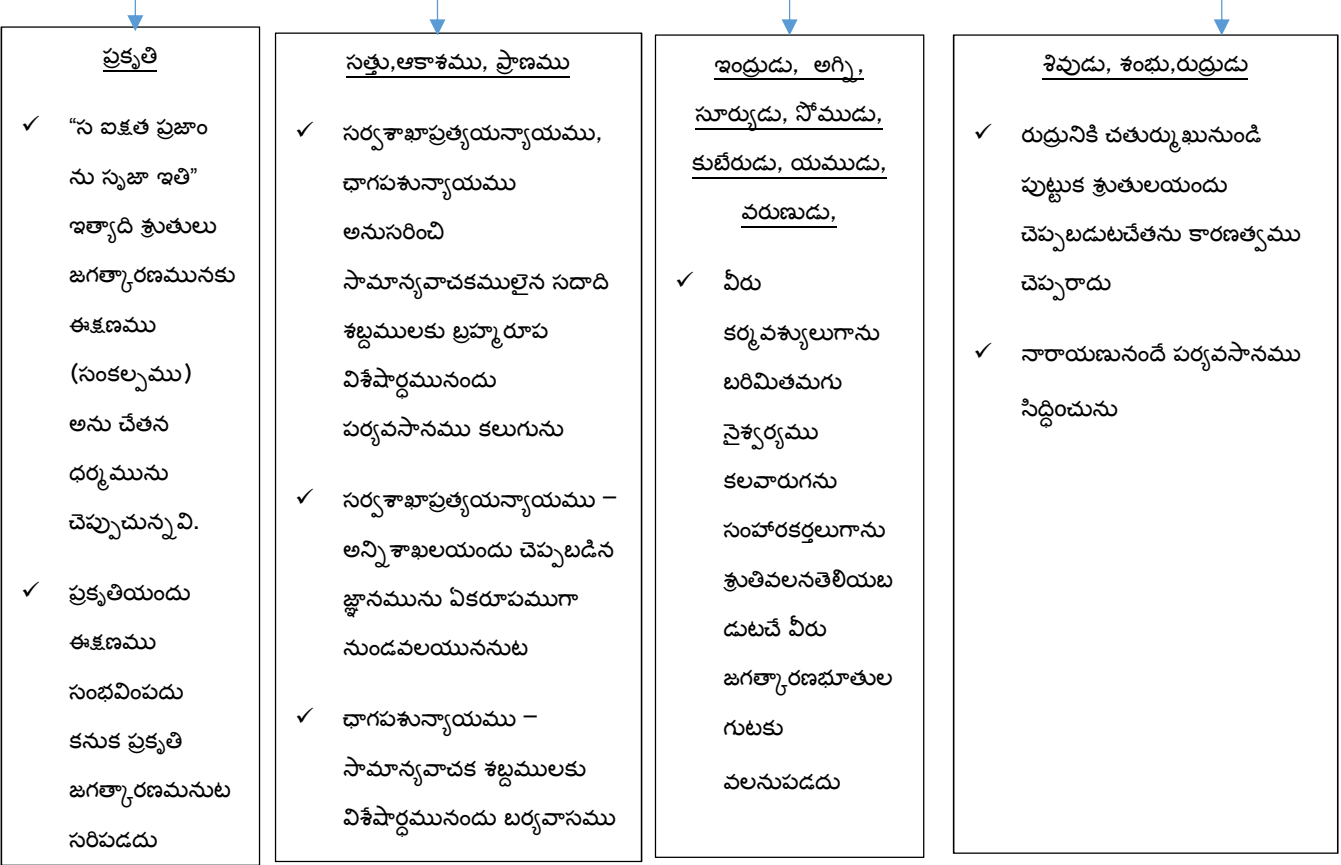 ప్రకృతి
✓ “స ఐక్షత ప్రజాం
ను సృజా ఇతి”
ఇత్యాది శ్రుతులు
జగత్కారణమునకు
ఈక్షణము
(సంకల్పము)
అను చేతన
ధర్మమును
చెప్పుచున్నవి.
✓ ప్రకృతియందు
ఈక్షణము
సంభవింపదు
కనుక ప్రకృతి
జగత్కారణమనుట
సరిపడదు
సత్తు,ఆకాశము, ప్రాణము
✓ సర్వశాఖాప్రత్యయన్యాయము,
ఛాగపశున్యాయము
అనుసరించి
సామాన్యవాచకములైన సదాది
శబ్దములకు బ్రహ్మరూప
విశేషార్థమునందు
పర్యవసానము కలుగును
✓ సర్వశాఖాప్రత్యయన్యాయము –
అన్నిశాఖలయందు చెప్పబడిన
జ్ఞానమును ఏకరూపముగా
నుండవలయుననుట
✓ ఛాగపశున్యాయము –
సామాన్యవాచక శబ్దములకు
విశేషార్థమునందు బర్యవాసము
ఇంద్రుడు, అగ్ని,
సూర్యుడు, సోముడు,
కుబేరుడు, యముడు,
వరుణుడు,
✓ వీరు
కర్మవశ్యులుగాను
బరిమితమగు
నైశ్వర్యము
కలవారుగను
సంహారకర్తలుగాను
శ్రుతివలనతెలియబ
డుటచే వీరు
జగత్కారణభూతుల
గుటకు
వలనుపడదు
శివుడు, శంభు,రుద్రుడు
✓ రుద్రునికి చతుర్ముఖునుండి
పుట్టుక శ్రుతులయందు
చెప్పబడుటచేతను కారణత్వము
చెప్పరాదు
✓ నారాయణునందే పర్యవసానము
సిద్ధించును